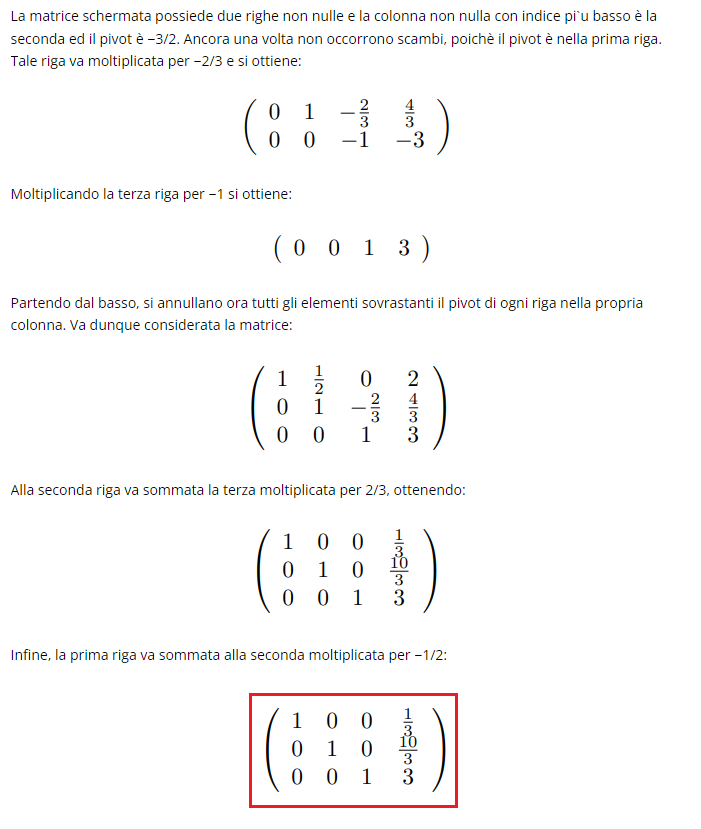 La matrice schermata possiede due righe non nulle e la colonna non nulla con indice pi`u basso è la
seconda ed il pivot è −3/2. Ancora una volta non occorrono scambi, poichè il pivot è nella prima riga.
Tale riga va moltiplicata per −2/3 e si ottiene:
( 0 1 −2/3 4/3 )
( 0 0 −1 −3 )
Moltiplicando la terza riga per −1 si ottiene:
( 0 0 1 3 )
Partendo dal basso, si annullano ora tutti gli elementi sovrastanti il pivot di ogni riga nella propria
colonna. Va dunque considerata la matrice:
( 1 1/2 0 2 )
( 0 1 −2/3 4/3 )
( 0 0 1 3 )
Alla seconda riga va sommata la terza moltiplicata per 2/3, ottenendo:
( 1 0 0 1/3 )
( 0 1 0 10/3 )
( 0 0 1 3 )
Infine, la prima riga va sommata alla seconda moltiplicata per −1/2:
( 1 0 0 1/3 )
( 0 1 0 10/3 )
( 0 0 1 3 )